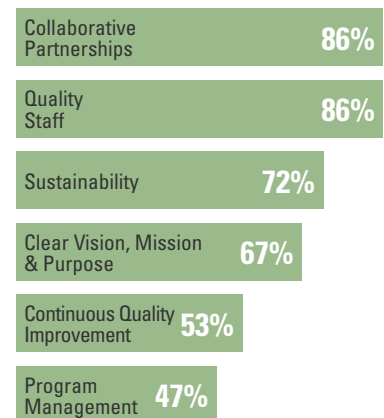 Collaborative
Partnerships 86%
Quality
Staff 86%
Sustainability 72%
Clear Vision, Mission
& Purpose 67%
Continuous Quality
Improvement 53%
Program
Management 47%